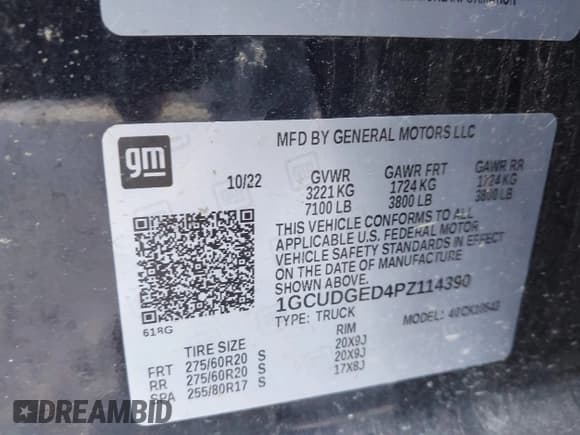 INFORMATION
gm
MFD BY GENERAL MOTORS LLC
10/22
GVWR GAWR FRT GAWR RR
3221 KG 1724 KG 1724 KG
7100 LB 3800 LB 3800 LB
THIS VEHICLE CONFORMS TO ALL
APPLICABLE U.S. FEDERAL MOTOR
VEHICLE SAFETY STANDARDS IN EFFECT
ON THE DATE OF MANUFACTURE
1GCUDGED4PZ114390
618G
TYPE: TRUCK MODEL:
TIRE SIZE RIM
FRT 275/60R20 S 20X9J
RR 275/60R20 S 20X9J
SPA 255/80R17 S 17X8J
DREAMBID